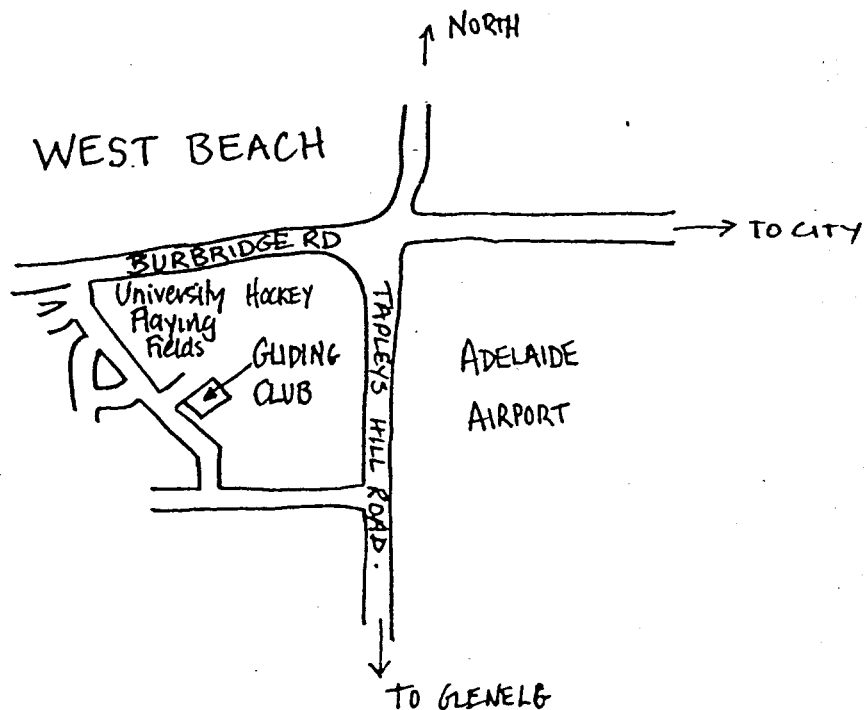 NORTH
WEST BEACH
TO CITY
BURBRIDGE RD
University Hockey
Playing
Fields
GLIDING
CLUB
TAPLEYS HILL ROAD.
ADELAIDE
AIRPORT
TO GLENELG